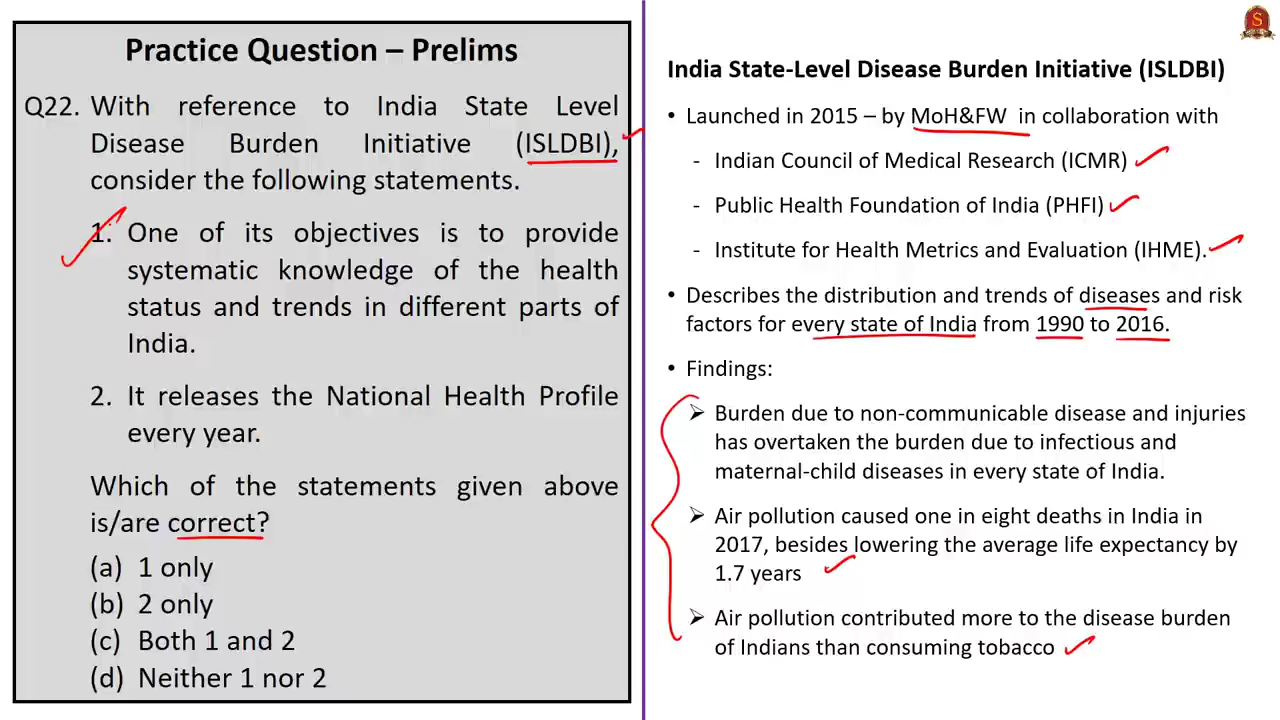 Practice Question – Prelims
Q22. With reference to India State Level
Disease Burden Initiative (ISLDBI),
consider the following statements.
1. One of its objectives is to provide
systematic knowledge of the health
status and trends in different parts of
India.
2. It releases the National Health Profile
every year.
Which of the statements given above
is/are correct?
(a) 1 only
(b) 2 only
(c) Both 1 and 2
(d) Neither 1 nor 2
India State-Level Disease Burden Initiative (ISLDBI)
• Launched in 2015 – by MoH&FW in collaboration with
- Indian Council of Medical Research (ICMR)
- Public Health Foundation of India (PHFI)
- Institute for Health Metrics and Evaluation (IHME).
• Describes the distribution and trends of diseases and risk
factors for every state of India from 1990 to 2016.
• Findings:
➢ Burden due to non-communicable disease and injuries
has overtaken the burden due to infectious and
maternal-child diseases in every state of India.
➢ Air pollution caused one in eight deaths in India in
2017, besides lowering the average life expectancy by
1.7 years
➢ Air pollution contributed more to the disease burden
of Indians than consuming tobacco